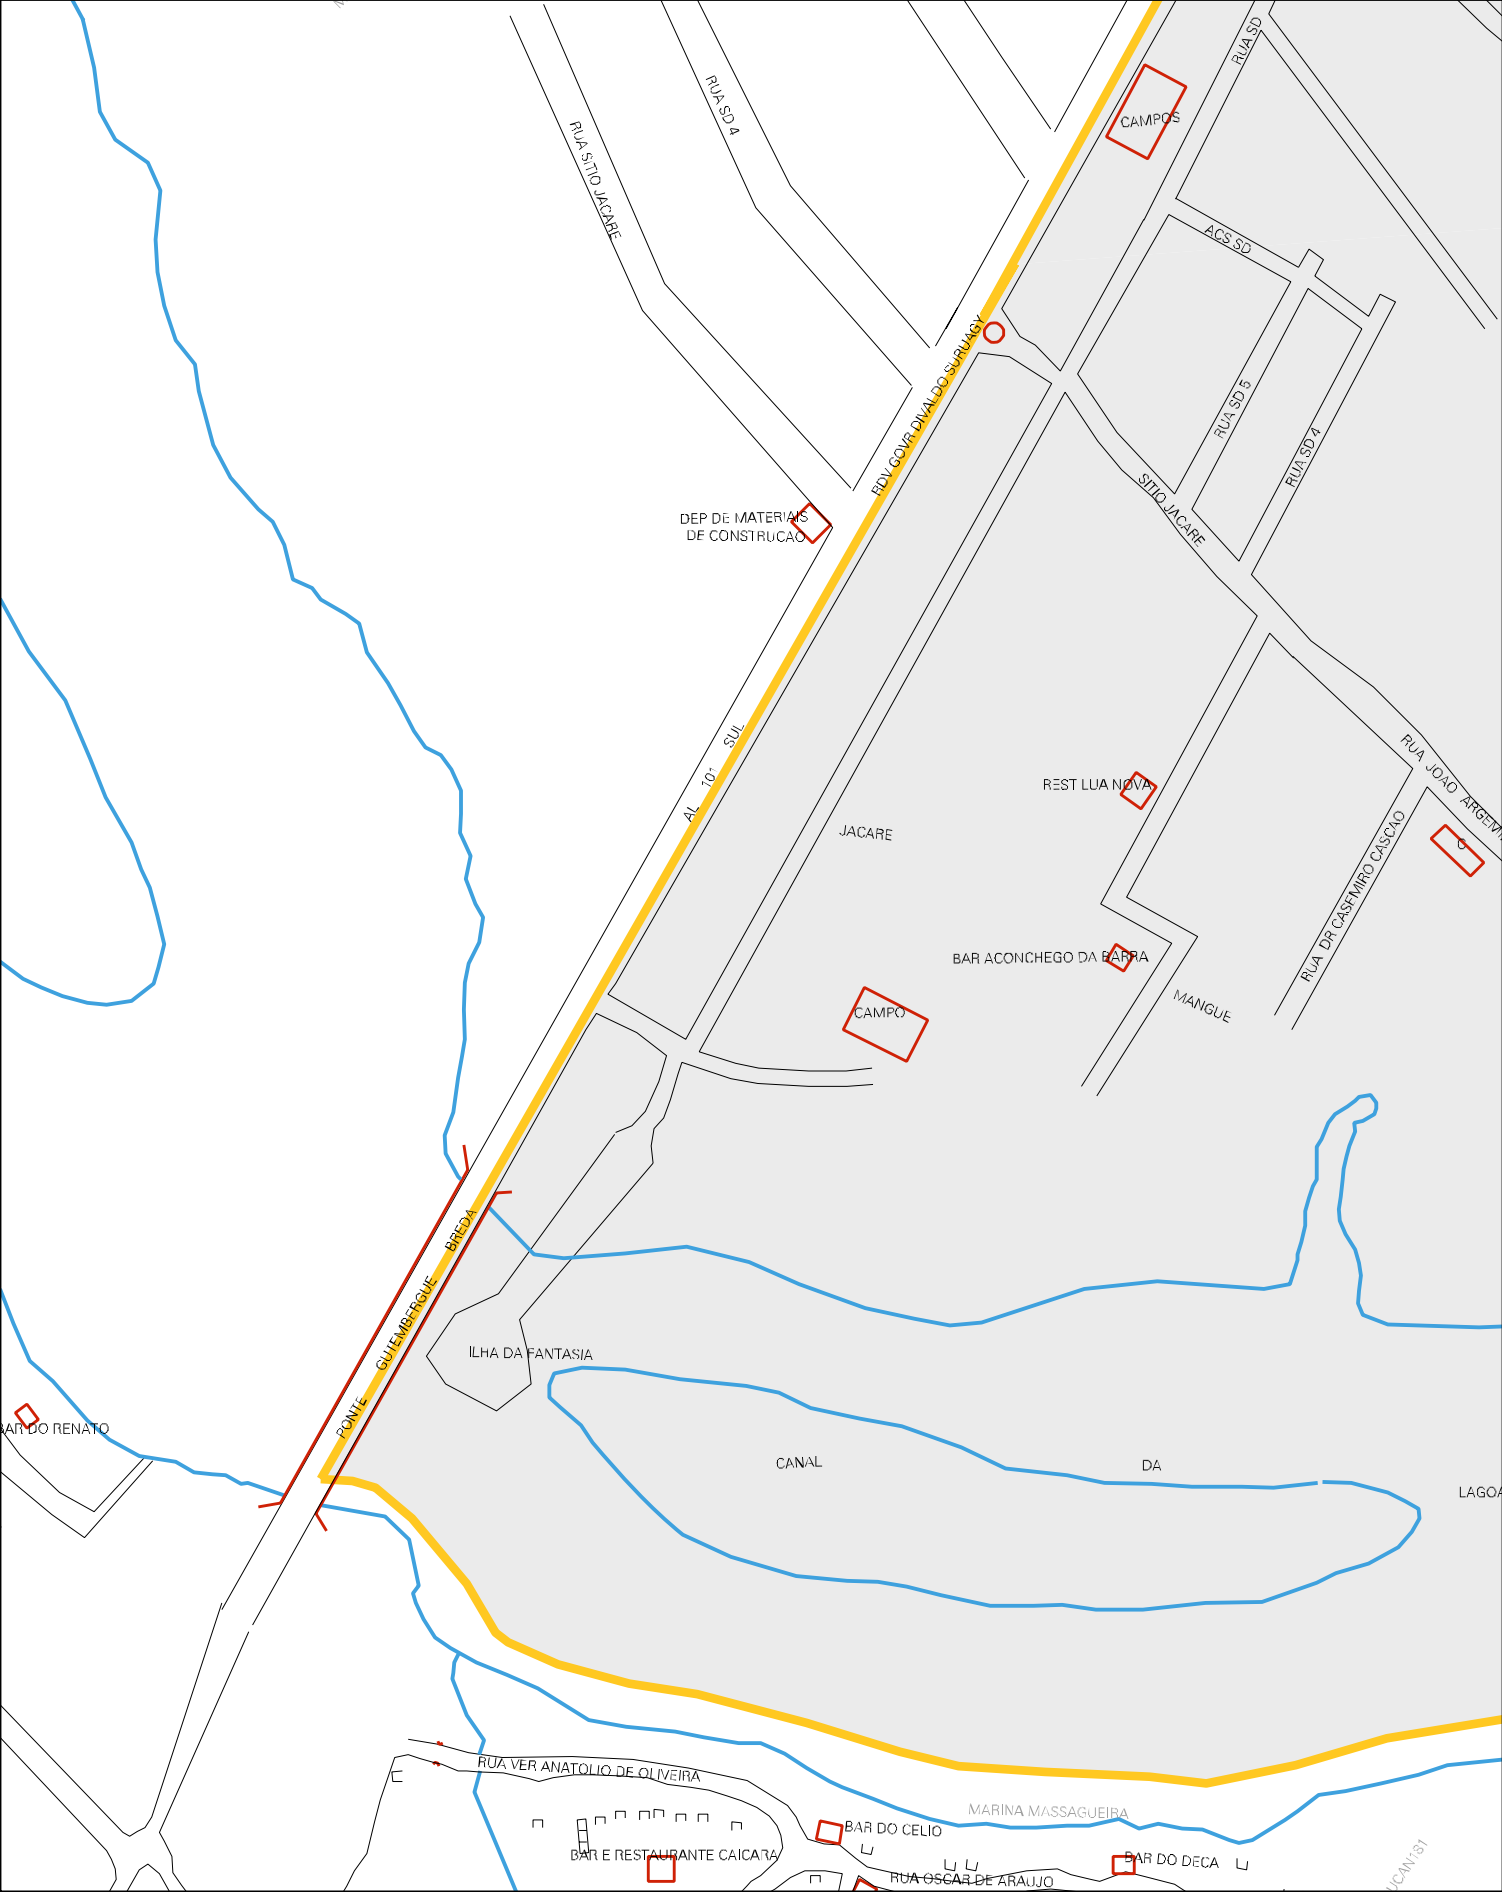 RUA SD
CAMPOS
RUA SD 4
RUA SITIO JACARE
ACS SD
RDV GOVR DIVALDO SURUAGY
RUA SD 5
RUA SD 4
SITIO JACARE
DEP DE MATERIAIS
DE CONSTRUCAO
AL 101 SUL
REST LUA NOVA
RUA JOAO ARGEMI
JACARE
C
RUA DR CASEMIRO CASCAO
BAR ACONCHEGO DA BARRA
MANGUE
CAMPO
PONTE GUTEMBERGUE BREDA
ILHA DA FANTASIA
BAR DO RENATO
CANAL DA LAGOA
RUA VER ANATOLIO DE OLIVEIRA
MARINA MASSAGUEIRA
BAR DO CELIO
BAR E RESTAURANTE CAICARA
BAR DO DECA
RUA OSCAR DE ARAUJO
UCAN181